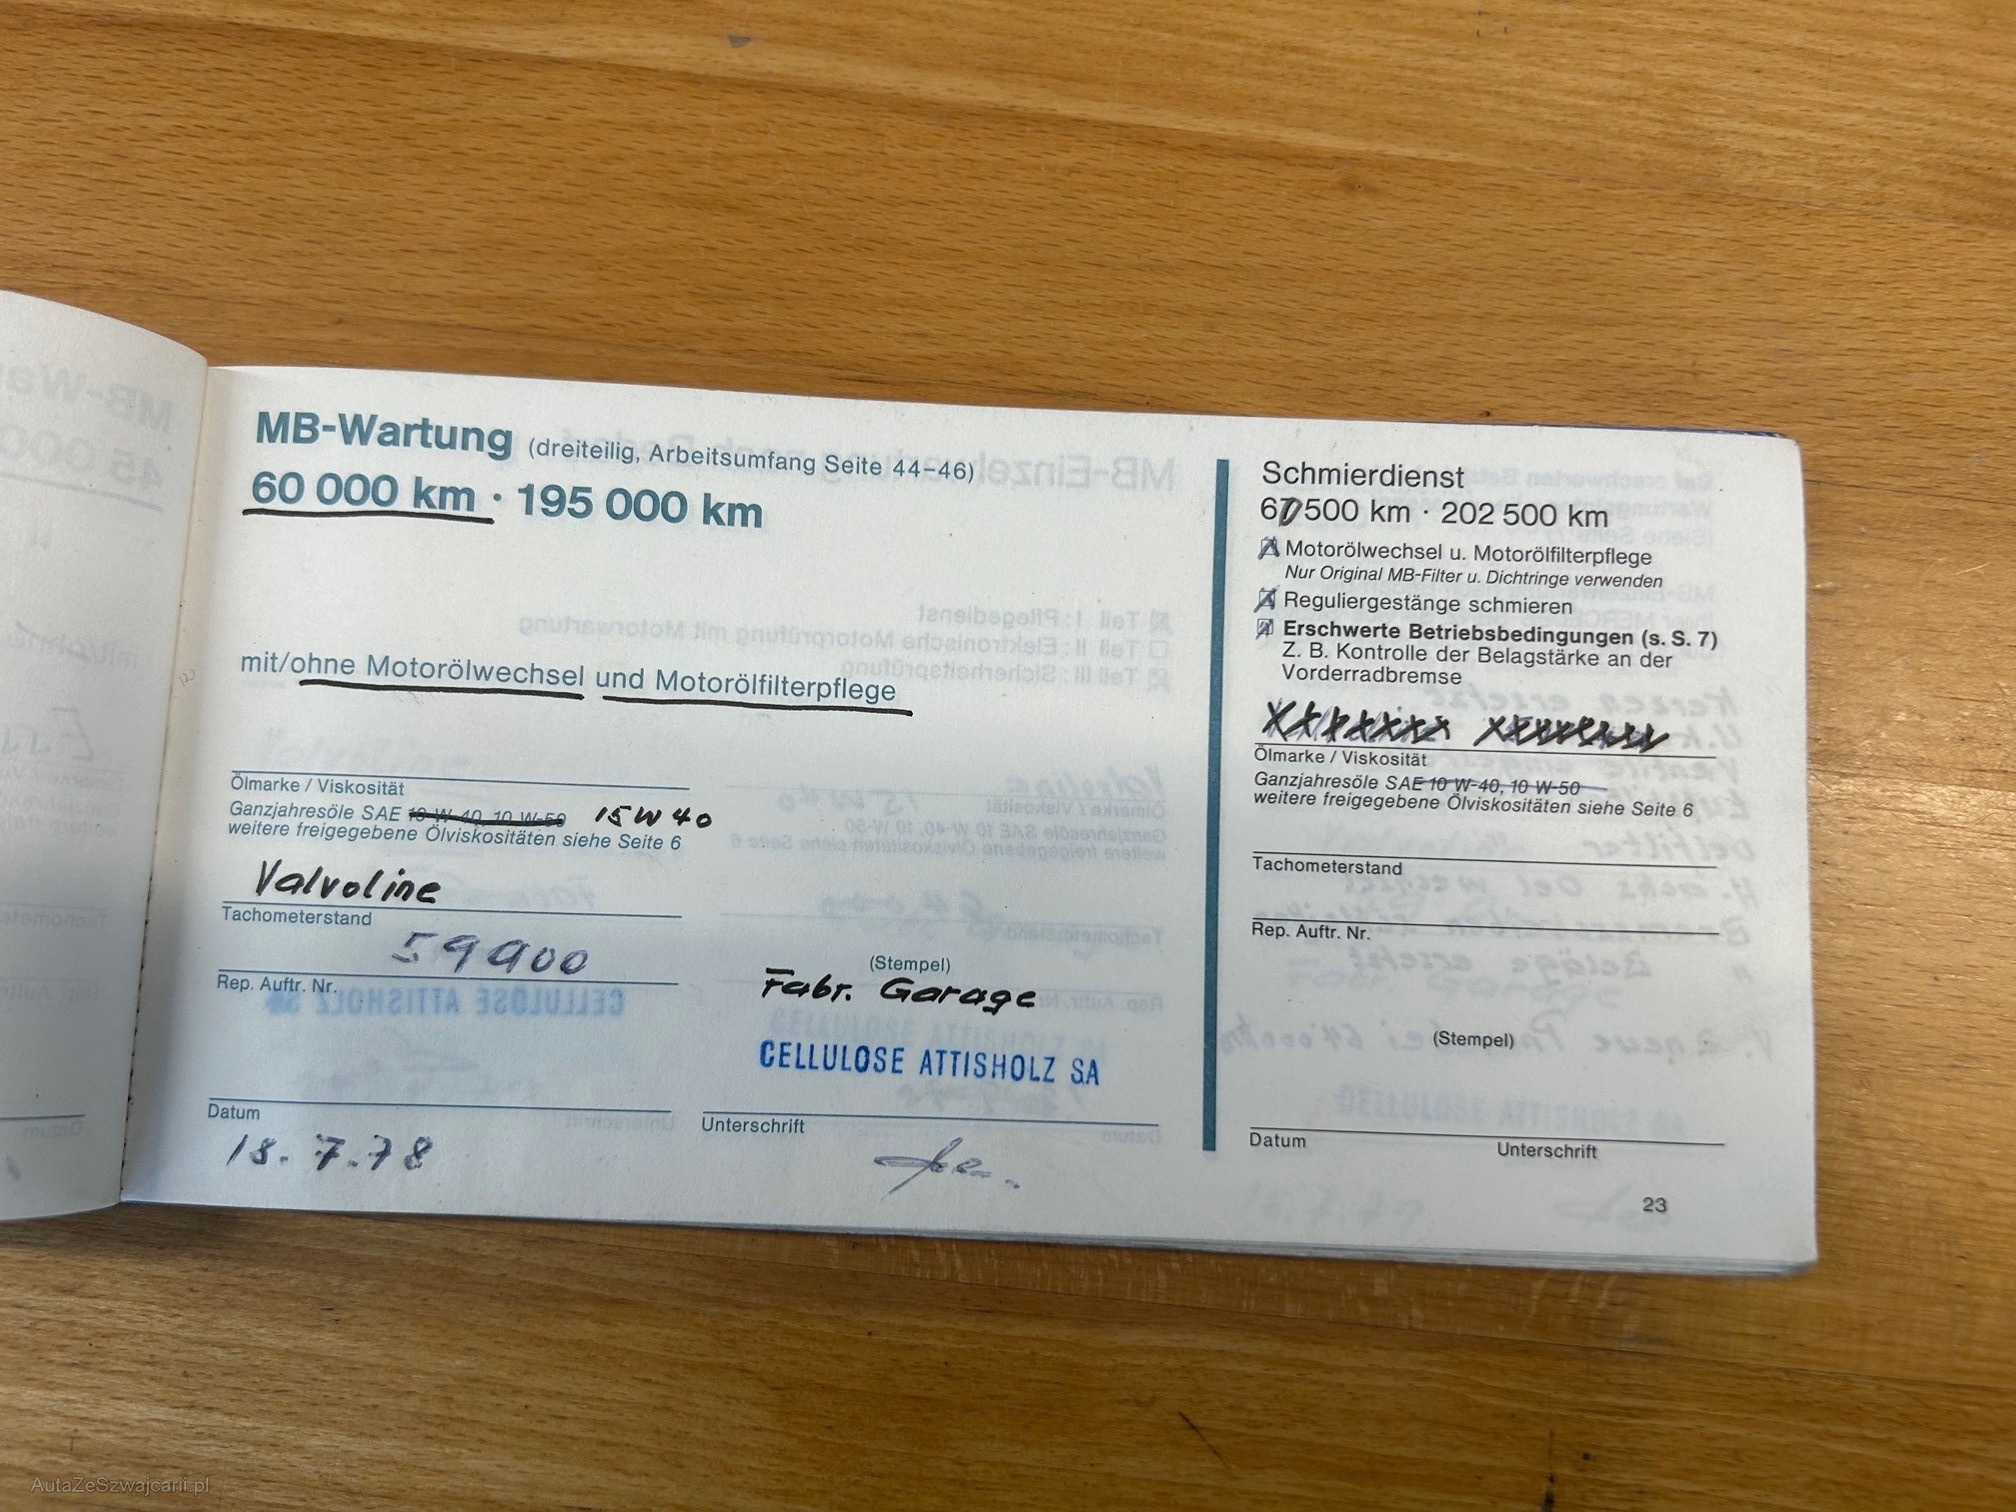 MB-Wartung (dreiteilig, Arbeitsumfang Seite 44–46)
60 000 km · 195 000 km
mit/ohne Motorölwechsel und Motorölfilterpflege
Ölmarke / Viskosität
Ganzjahresöle SAE 10 W-40, 10 W-50 15W40
weitere freigegebene Ölviskositäten siehe Seite 6
Valvoline
Tachometerstand
59900
Rep. Auftr. Nr.
(Stempel)
Fabr. Garage
CELLULOSE ATTISHOLZ SA
Datum
Unterschrift
18.7.78
Schmierdienst
67500 km · 202 500 km
Motorölwechsel u. Motorölfilterpflege
Nur Original MB-Filter u. Dichtringe verwenden
Reguliergestänge schmieren
Erschwerte Betriebsbedingungen (s. S. 7)
Z. B. Kontrolle der Belagstärke an der
Vorderradbremse
Ölmarke / Viskosität
Ganzjahresöle SAE 10 W-40, 10 W-50
weitere freigegebene Ölviskositäten siehe Seite 6
Tachometerstand
Rep. Auftr. Nr.
(Stempel)
Datum
Unterschrift
23
AutaZeSzwajcarii.pl